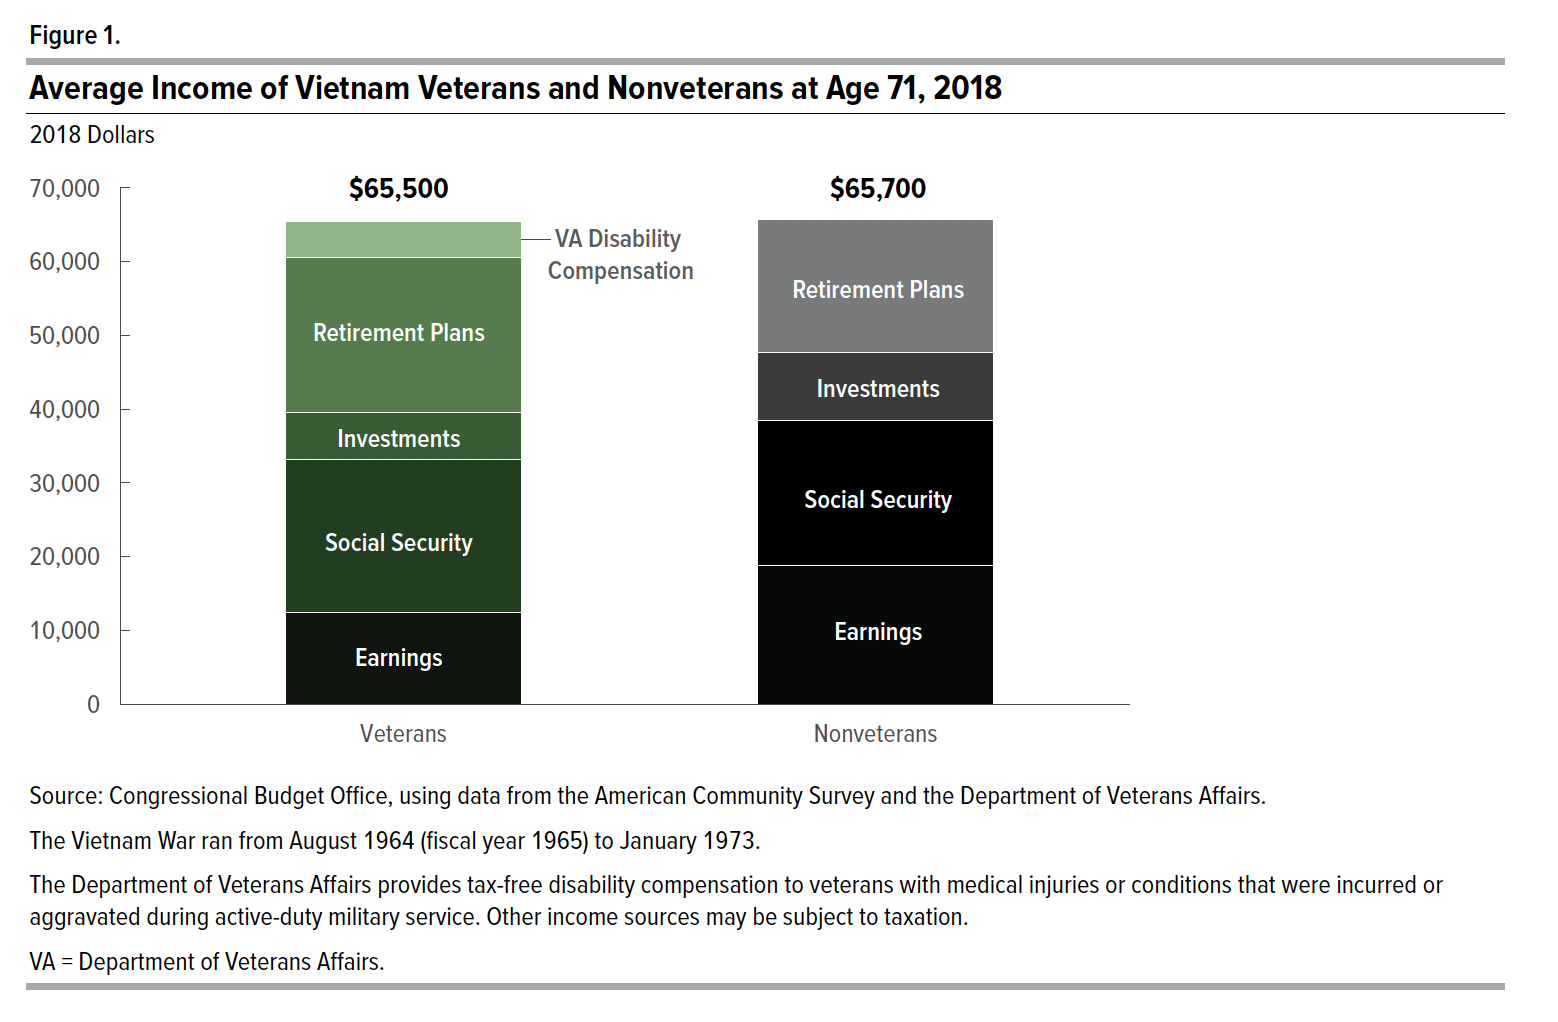 Figure 1.
Average Income of Vietnam Veterans and Nonveterans at Age 71, 2018
2018 Dollars
70,000
60,000
50,000
40,000
30,000
20,000
10,000
0
$65,500
VA Disability
Compensation
Retirement Plans
Investments
Social Security
Earnings
Veterans
$65,700
Retirement Plans
Investments
Social Security
Earnings
Nonveterans
Source: Congressional Budget Office, using data from the American Community Survey and the Department of Veterans Affairs.
The Vietnam War ran from August 1964 (fiscal year 1965) to January 1973.
The Department of Veterans Affairs provides tax-free disability compensation to veterans with medical injuries or conditions that were incurred or
aggravated during active-duty military service. Other income sources may be subject to taxation.
VA = Department of Veterans Affairs.